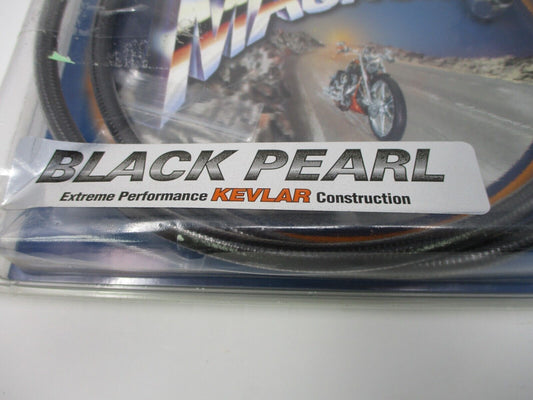 BLACK PEARL
Extreme Performance KEVLAR Construction